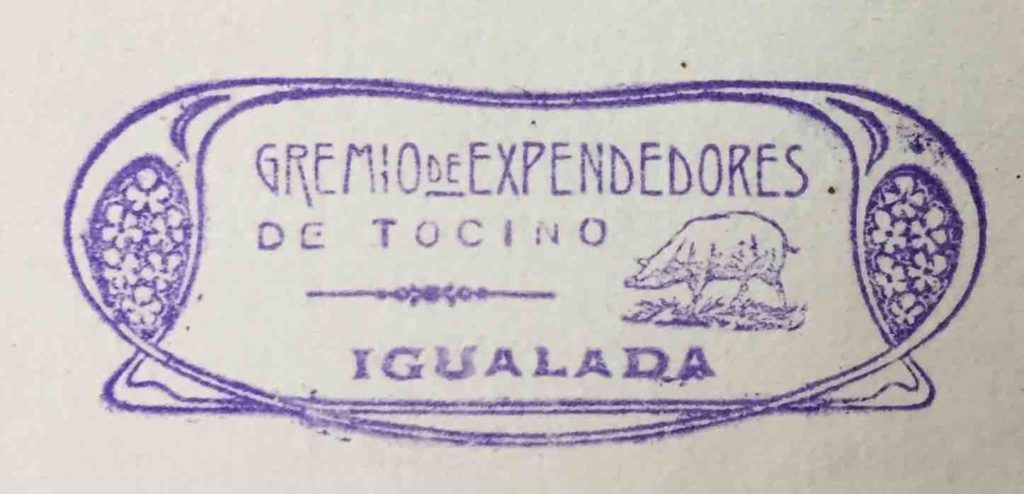 GREMIO DE EXPENDEDORES
DE TOCINO
IGUALADA